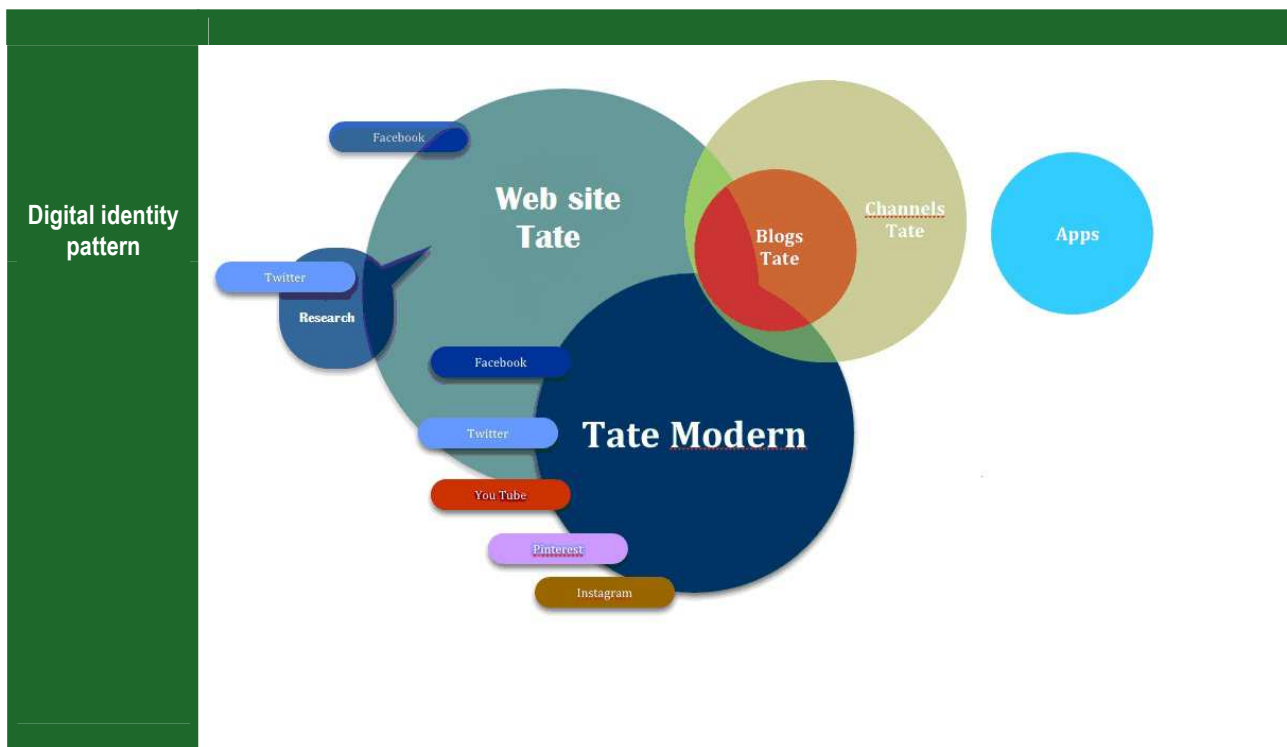 Digital identity
pattern
Facebook
Web site
Tate
Channels
Tate
Blogs
Tate
Apps
Twitter
Research
Facebook
Twitter
Tate Modern
You Tube
Pinterest
Instagram